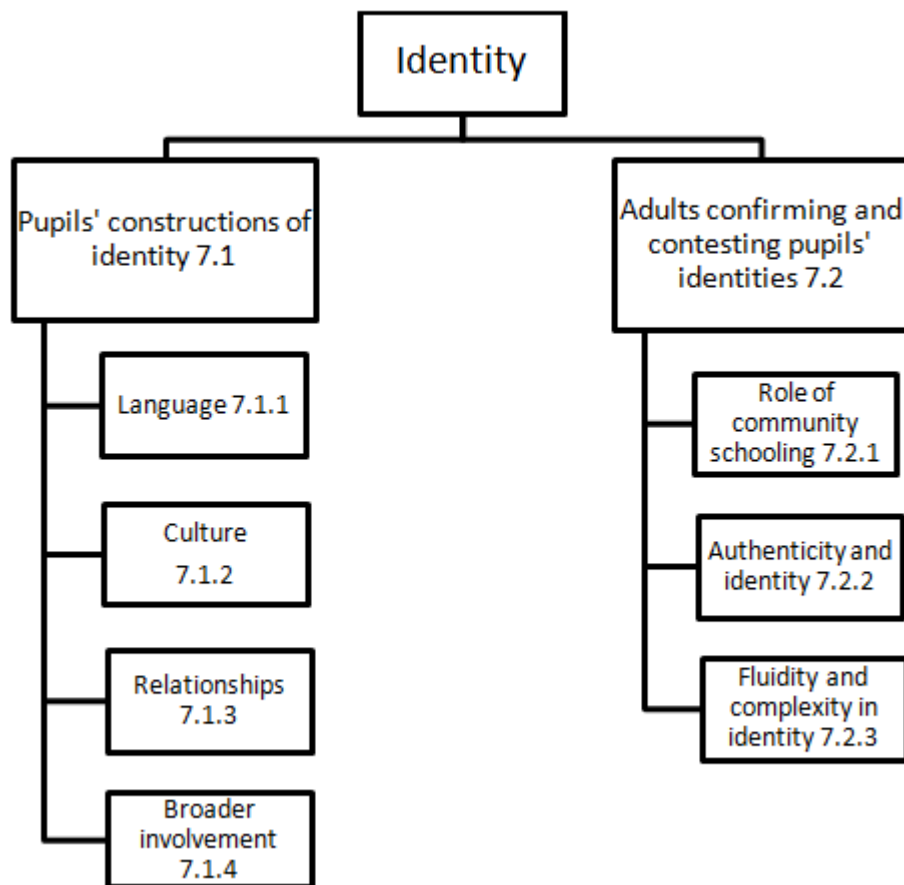 Identity
Pupils' constructions of
identity 7.1
Language 7.1.1
Culture
7.1.2
Relationships
7.1.3
Broader
involvement
7.1.4
Adults confirming and
contesting pupils'
identities 7.2
Role of
community
schooling 7.2.1
Authenticity and
identity 7.2.2
Fluidity and
complexity in
identity 7.2.3